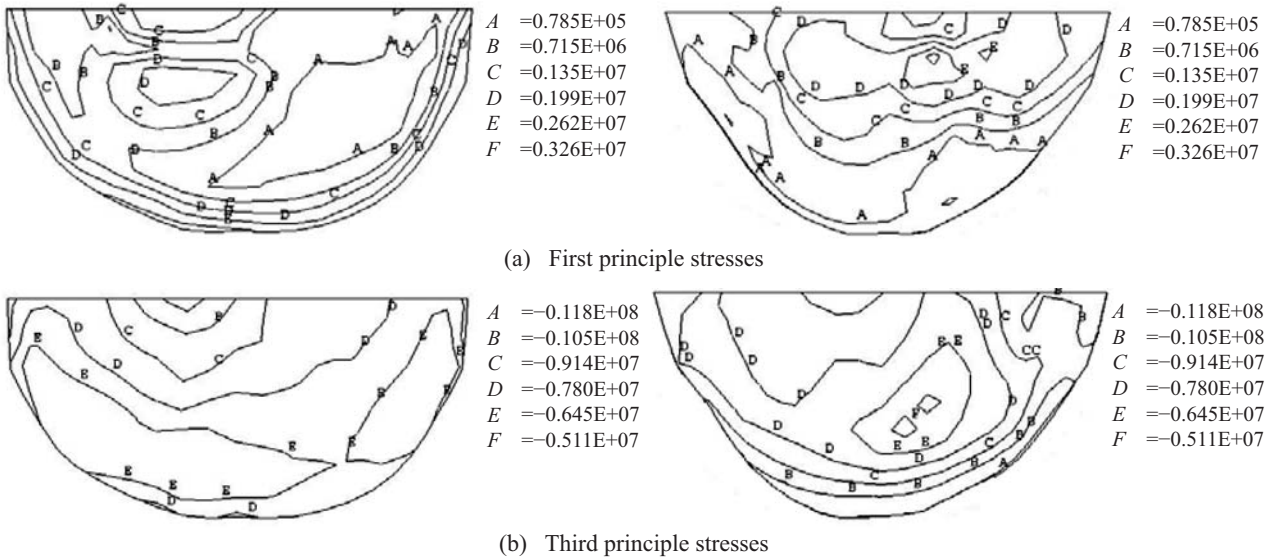 A =0.785E+05
B =0.715E+06
C =0.135E+07
D =0.199E+07
E =0.262E+07
F =0.326E+07
A =0.785E+05
B =0.715E+06
C =0.135E+07
D =0.199E+07
E =0.262E+07
F =0.326E+07
(a) First principle stresses
A =−0.118E+08
B =−0.105E+08
C =−0.914E+07
D =−0.780E+07
E =−0.645E+07
F =−0.511E+07
A =−0.118E+08
B =−0.105E+08
C =−0.914E+07
D =−0.780E+07
E =−0.645E+07
F =−0.511E+07
(b) Third principle stresses